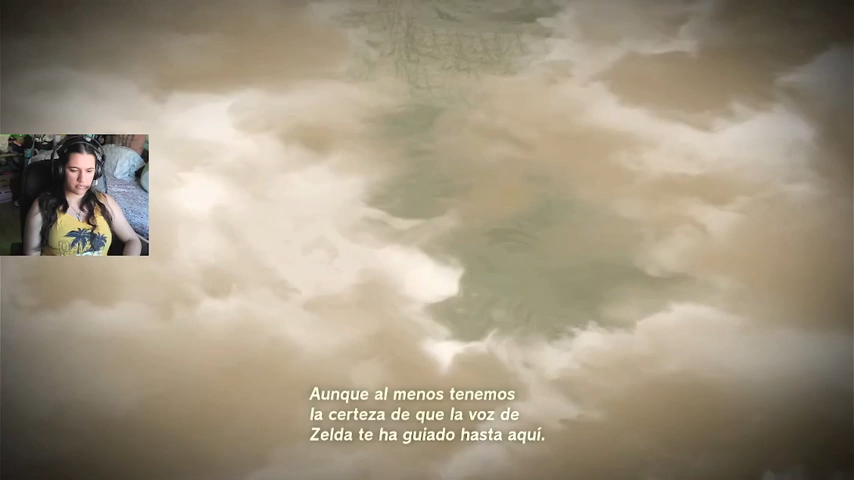 Aunque al menos tenemos
la certeza de que la voz de
Zelda te ha guiado hasta aquí.